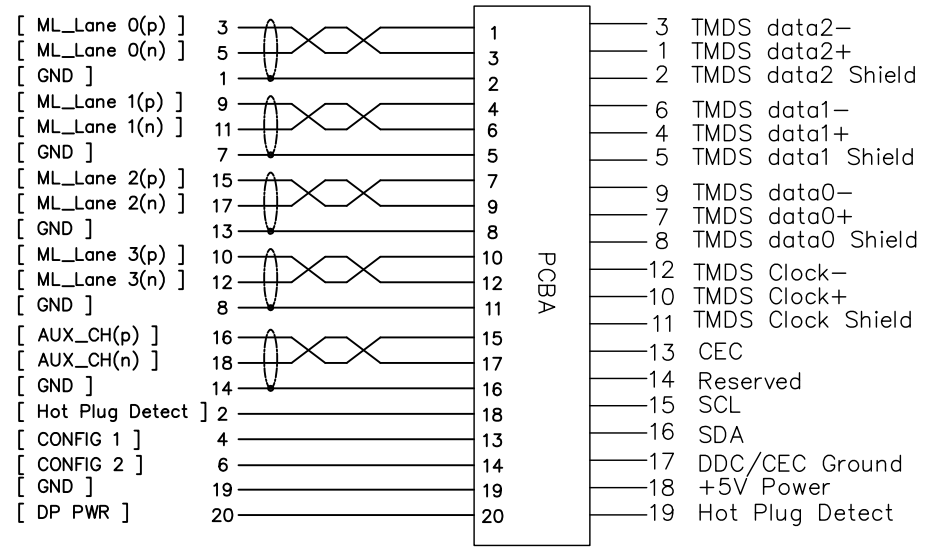 [ ML_Lane 0(p) ] 3 1 3 TMDS data2-
[ ML_Lane 0(n) ] 5 3 1 TMDS data2+
[ GND ] 1 2 2 TMDS data2 Shield
[ ML_Lane 1(p) ] 9 4 6 TMDS data1-
[ ML_Lane 1(n) ] 11 6 4 TMDS data1+
[ GND ] 7 5 5 TMDS data1 Shield
[ ML_Lane 2(p) ] 15 7 9 TMDS data0-
[ ML_Lane 2(n) ] 17 9 7 TMDS data0+
[ GND ] 13 8 8 TMDS data0 Shield
[ ML_Lane 3(p) ] 10 10 12 TMDS Clock-
[ ML_Lane 3(n) ] 12 12 10 TMDS Clock+
[ GND ] 8 11 11 TMDS Clock Shield
[ AUX_CH(p) ] 16 15 13 CEC
[ AUX_CH(n) ] 18 17 14 Reserved
[ GND ] 14 16 15 SCL
[ Hot Plug Detect ] 2 18 16 SDA
[ CONFIG 1 ] 4 13 17 DDC/CEC Ground
[ CONFIG 2 ] 6 14 18 +5V Power
[ GND ] 19 19 19 Hot Plug Detect
[ DP PWR ] 20 20
PCBA